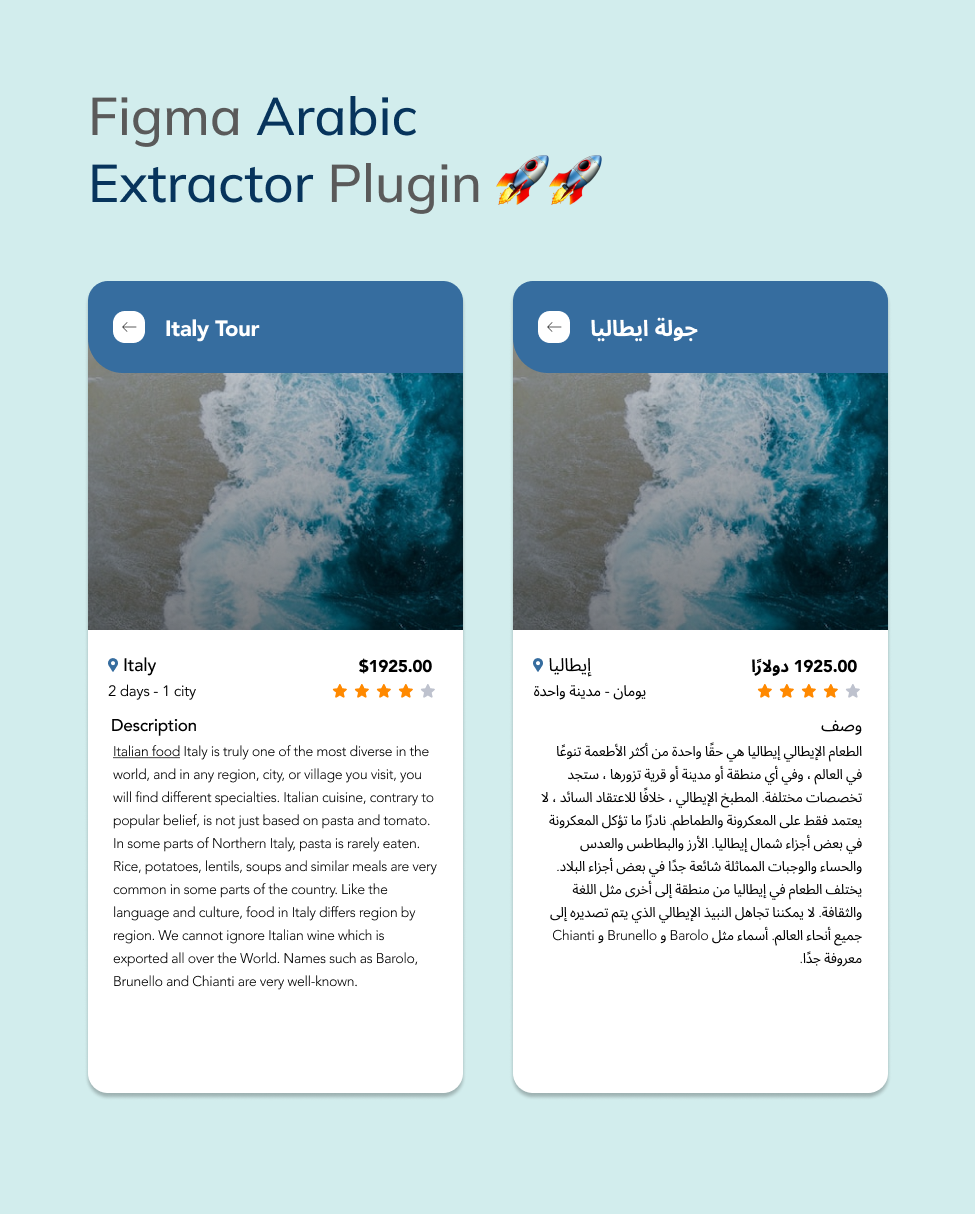 Figma Arabic
Extractor Plugin 🚀🚀
Italy Tour
Italy
$1925.00
2 days - 1 city
Description
Italian food Italy is truly one of the most diverse in the
world, and in any region, city, or village you visit, you
will find different specialties. Italian cuisine, contrary to
popular belief, is not just based on pasta and tomato.
In some parts of Northern Italy, pasta is rarely eaten.
Rice, potatoes, lentils, soups and similar meals are very
common in some parts of the country. Like the
language and culture, food in Italy differs region by
region. We cannot ignore Italian wine which is
exported all over the World. Names such as Barolo,
Brunello and Chianti are very well-known.
جولة ايطاليا
إيطاليا
1925.00 دولارًا
يومان - مدينة واحدة
وصف
الطعام الإيطالي إيطاليا هي حقًا واحدة من أكثر الأطعمة تنوعًا
في العالم ، وفي أي منطقة أو مدينة أو قرية تزورها ، ستجد
تخصصات مختلفة. المطبخ الإيطالي ، خلافًا للاعتقاد السائد ، لا
يعتمد فقط على المعكرونة والطماطم. نادرًا ما تؤكل المعكرونة
في بعض أجزاء شمال إيطاليا. الأرز والبطاطس والعدس
والحساء والوجبات المماثلة شائعة جدًا في بعض أجزاء البلاد.
يختلف الطعام في إيطاليا من منطقة إلى أخرى مثل اللغة
والثقافة. لا يمكننا تجاهل النبيذ الإيطالي الذي يتم تصديره إلى
جميع أنحاء العالم. أسماء مثل Barolo و Brunello و Chianti
معروفة جدًا.